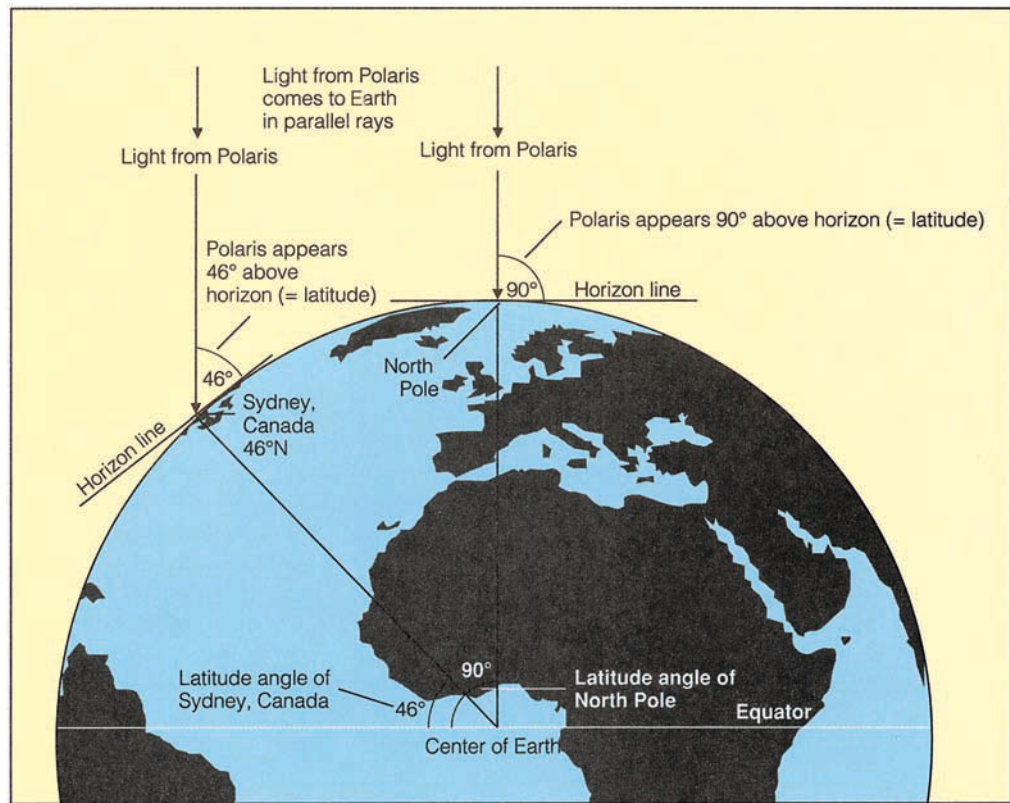 Light from Polaris
comes to Earth
in parallel rays
Light from Polaris
Light from Polaris
Polaris appears 90° above horizon (= latitude)
Polaris appears
46° above
horizon (= latitude)
90°
Horizon line
North
Pole
46°
Sydney,
Canada
46°N
Horizon line
90°
Latitude angle of
Sydney, Canada
46°
Latitude angle of
North Pole
Equator
Center of Earth